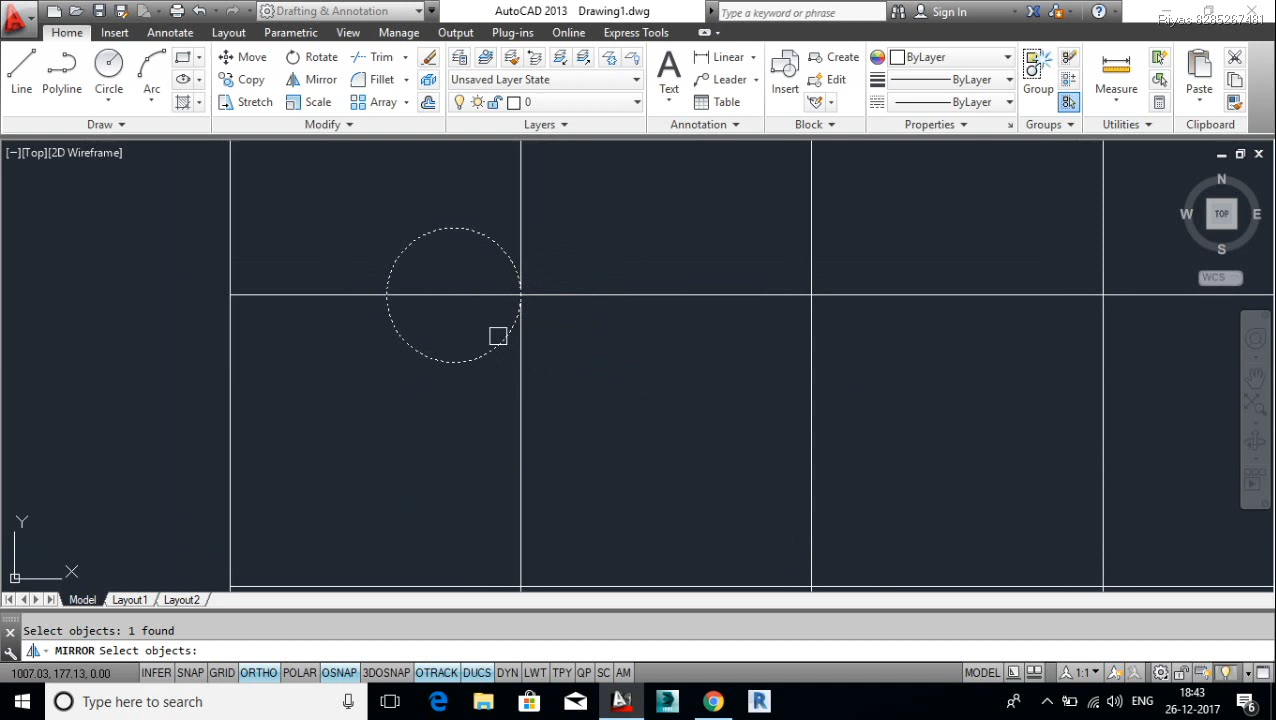 Drafting & Annotation
AutoCAD 2013 Drawing1.dwg
Type a keyword or phrase
Sign In
Riyas 8285267481
Home Insert Annotate Layout Parametric View Manage Output Plug-ins Online Express Tools
Line Polyline Circle Arc
Move Rotate Trim
Copy Mirror Fillet
Stretch Scale Array
Unsaved Layer State
0
Text
Linear
Leader
Table
Insert
Create
Edit
ByLayer
ByLayer
ByLayer
Group
Measure
Paste
Draw Modify Layers Annotation Block Properties Groups Utilities Clipboard
[−][Top][2D Wireframe]
N
W TOP E
S
WCS
Y
X
Model Layout1 Layout2
Select objects: 1 found
MIRROR Select objects:
1007.03, 177.13, 0.00 INFER SNAP GRID ORTHO POLAR OSNAP 3DOSNAP OTRACK DUCS DYN LWT TPY QP SC AM MODEL 1:1
Type here to search
ENG
18:43
26-12-2017
6